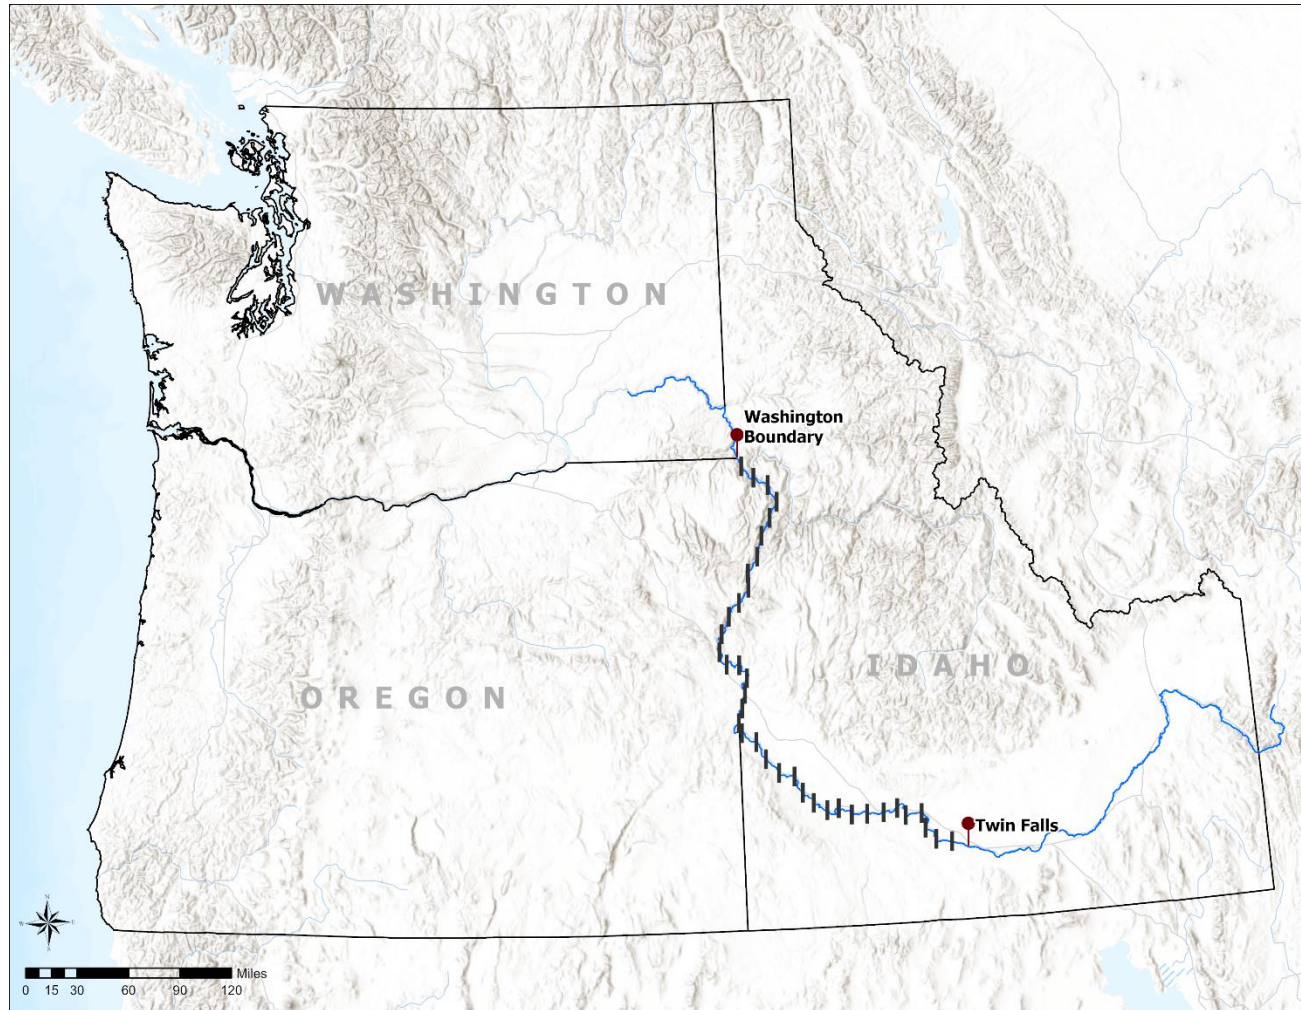 WASHINGTON
Washington
Boundary
IDAHO
OREGON
Twin Falls
N
W E
S
Miles
0 15 30 60 90 120